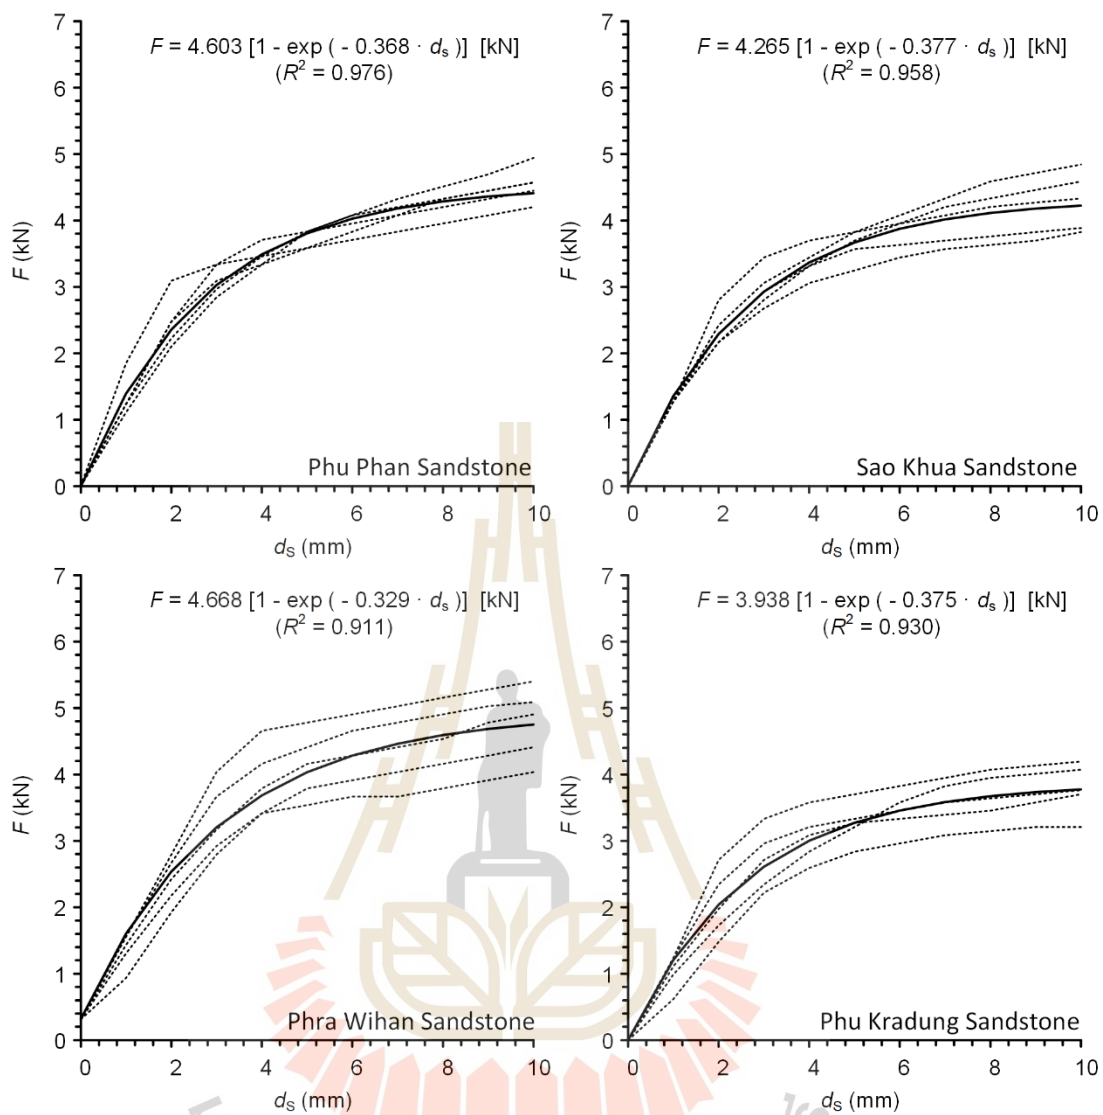 7
F = 4.603 [1 - exp ( - 0.368 · dₛ )] [kN]
(R² = 0.976)
6
5
4
F (kN)
3
2
1
Phu Phan Sandstone
0
0 2 4 6 8 10
dₛ (mm)
7
F = 4.265 [1 - exp ( - 0.377 · dₛ )] [kN]
(R² = 0.958)
6
5
4
F (kN)
3
2
1
Sao Khua Sandstone
0
0 2 4 6 8 10
dₛ (mm)
7
F = 4.668 [1 - exp ( - 0.329 · dₛ )] [kN]
(R² = 0.911)
6
5
4
F (kN)
3
2
1
Phra Wihan Sandstone
0
0 2 4 6 8 10
dₛ (mm)
7
F = 3.938 [1 - exp ( - 0.375 · dₛ )] [kN]
(R² = 0.930)
6
5
4
F (kN)
3
2
1
Phu Kradung Sandstone
0
0 2 4 6 8 10
dₛ (mm)